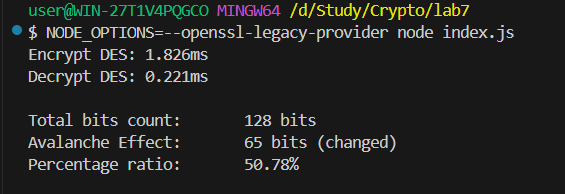 user@WIN-27T1V4PQGCO MINGW64 /d/Study/Crypto/lab7
$ NODE_OPTIONS=--openssl-legacy-provider node index.js
Encrypt DES: 1.826ms
Decrypt DES: 0.221ms
Total bits count: 128 bits
Avalanche Effect: 65 bits (changed)
Percentage ratio: 50.78%